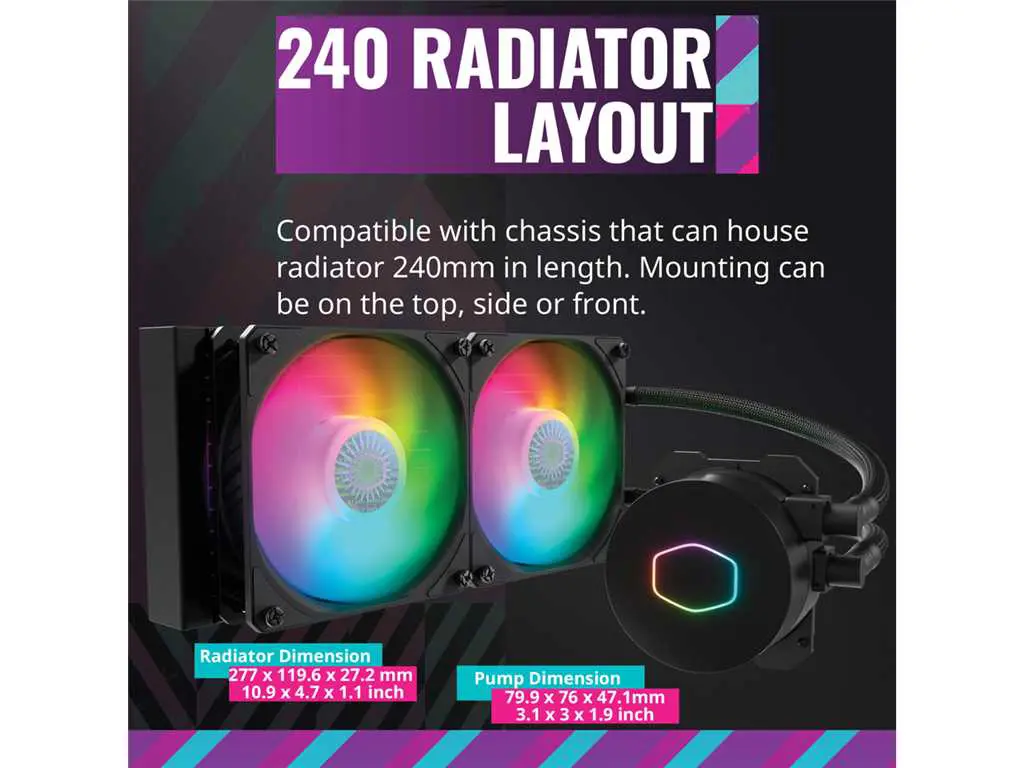 240 RADIATOR
LAYOUT
Compatible with chassis that can house
radiator 240mm in length. Mounting can
be on the top, side or front.
Radiator Dimension
277 x 119.6 x 27.2 mm
10.9 x 4.7 x 1.1 inch
Pump Dimension
79.9 x 76 x 47.1mm
3.1 x 3 x 1.9 inch